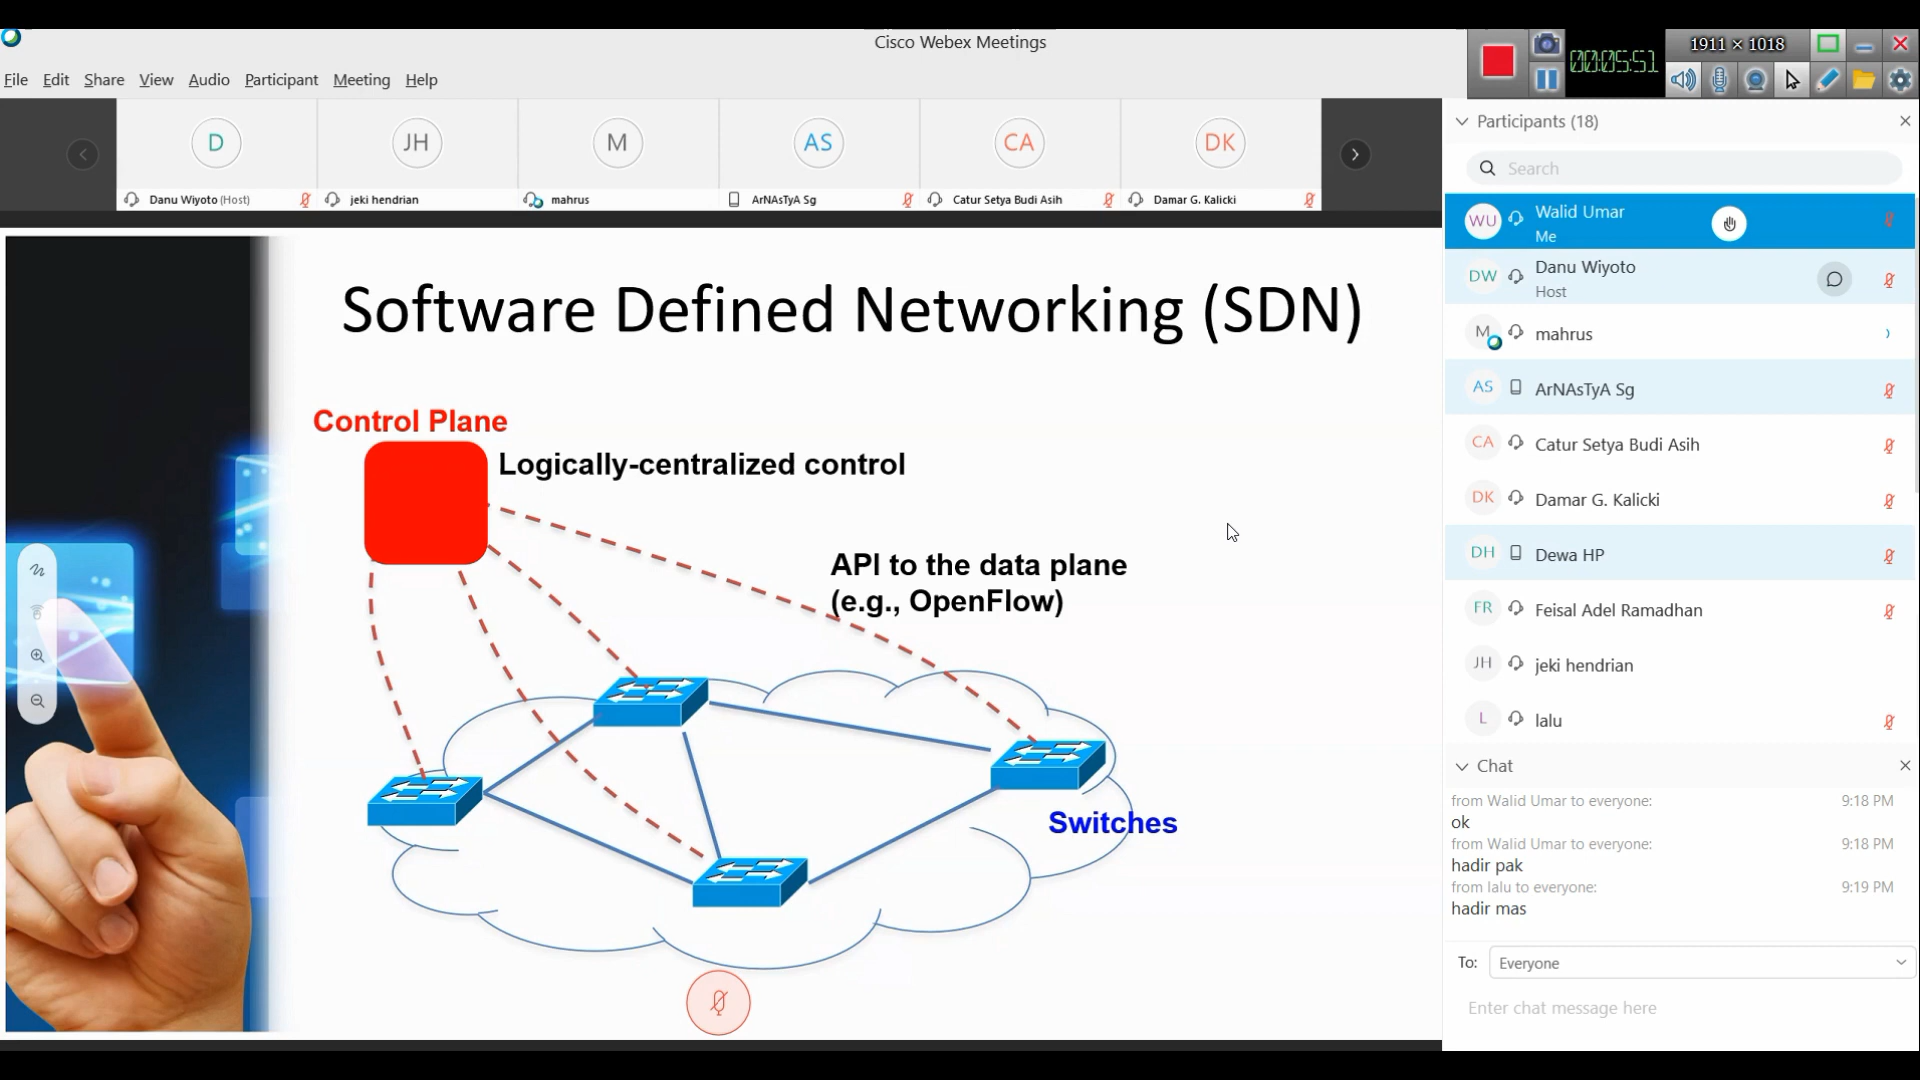 Cisco Webex Meetings
1911 × 1018
00:05:51
File Edit Share View Audio Participant Meeting Help
D
JH
M
AS
CA
DK
Danu Wiyoto (Host)
jeki hendrian
mahrus
ArNAsTyA Sg
Catur Setya Budi Asih
Damar G. Kalicki
Software Defined Networking (SDN)
Control Plane
Logically-centralized control
API to the data plane
(e.g., OpenFlow)
Switches
Participants (18)
Search
WU
Walid Umar
Me
DW
Danu Wiyoto
Host
M
mahrus
AS
ArNAsTyA Sg
CA
Catur Setya Budi Asih
DK
Damar G. Kalicki
DH
Dewa HP
FR
Feisal Adel Ramadhan
JH
jeki hendrian
L
lalu
Chat
from Walid Umar to everyone: 9:18 PM
ok
from Walid Umar to everyone: 9:18 PM
hadir pak
from lalu to everyone: 9:19 PM
hadir mas
To: Everyone
Enter chat message here